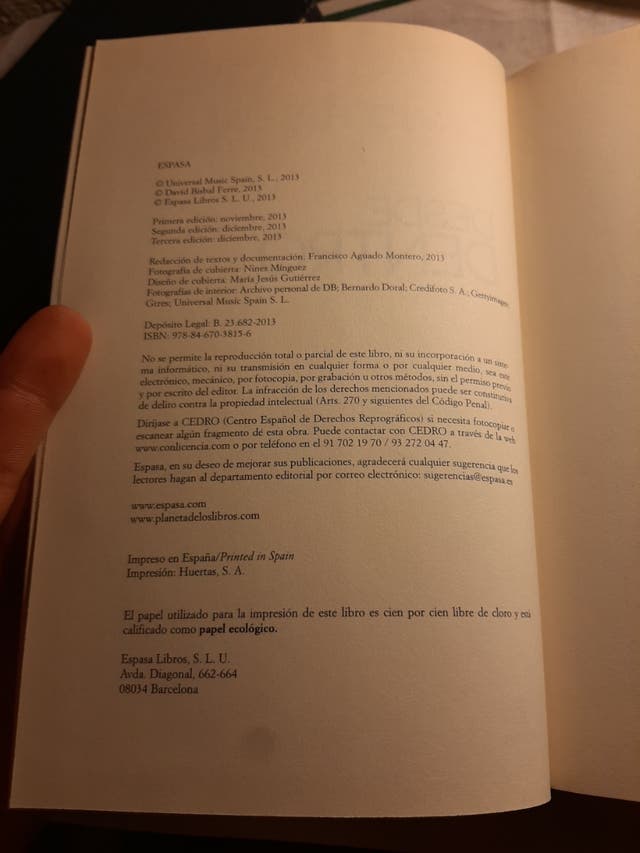 ESPASA
© Universal Music Spain, S. L., 2013
© David Bisbal Ferre, 2013
© Espasa Libros S. L. U., 2013
Primera edición: noviembre, 2013
Segunda edición: diciembre, 2013
Tercera edición: diciembre, 2013
Redacción de textos y documentación: Francisco Aguado Montero, 2013
Fotografía de cubierta: Nines Mínguez
Diseño de cubierta: María Jesús Gutiérrez
Fotografías de interior: Archivo personal de DB; Bernardo Doral; Credifoto S. A.; Gettyimages;
Gtres; Universal Music Spain S. L.
Depósito Legal: B. 23.682-2013
ISBN: 978-84-670-3815-6
No se permite la reproducción total o parcial de este libro, ni su incorporación a un siste-
ma informático, ni su transmisión en cualquier forma o por cualquier medio, sea éste
electrónico, mecánico, por fotocopia, por grabación u otros métodos, sin el permiso previo
y por escrito del editor. La infracción de los derechos mencionados puede ser constitutiva
de delito contra la propiedad intelectual (Arts. 270 y siguientes del Código Penal).
Diríjase a CEDRO (Centro Español de Derechos Reprográficos) si necesita fotocopiar o
escanear algún fragmento de esta obra. Puede contactar con CEDRO a través de la web
www.conlicencia.com o por teléfono en el 91 702 19 70 / 93 272 04 47.
Espasa, en su deseo de mejorar sus publicaciones, agradecerá cualquier sugerencia que los
lectores hagan al departamento editorial por correo electrónico: sugerencias@espasa.es
www.espasa.com
www.planetadeloslibros.com
Impreso en España/Printed in Spain
Impresión: Huertas, S. A.
El papel utilizado para la impresión de este libro es cien por cien libre de cloro y está
calificado como papel ecológico.
Espasa Libros, S. L. U.
Avda. Diagonal, 662-664
08034 Barcelona